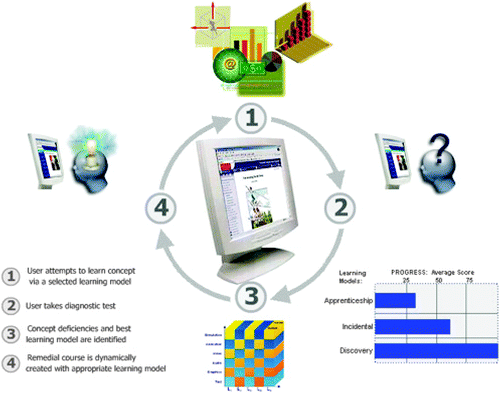 1
4
2
3
1 User attempts to learn concept
via a selected learning model
2 User takes diagnostic test
3 Concept deficiencies and best
learning model are identified
4 Remedial course is dynamically
created with appropriate learning model
Learning
Models:
PROGRESS: Average Score
25 75
Apprenticeship
Incidental
Discovery